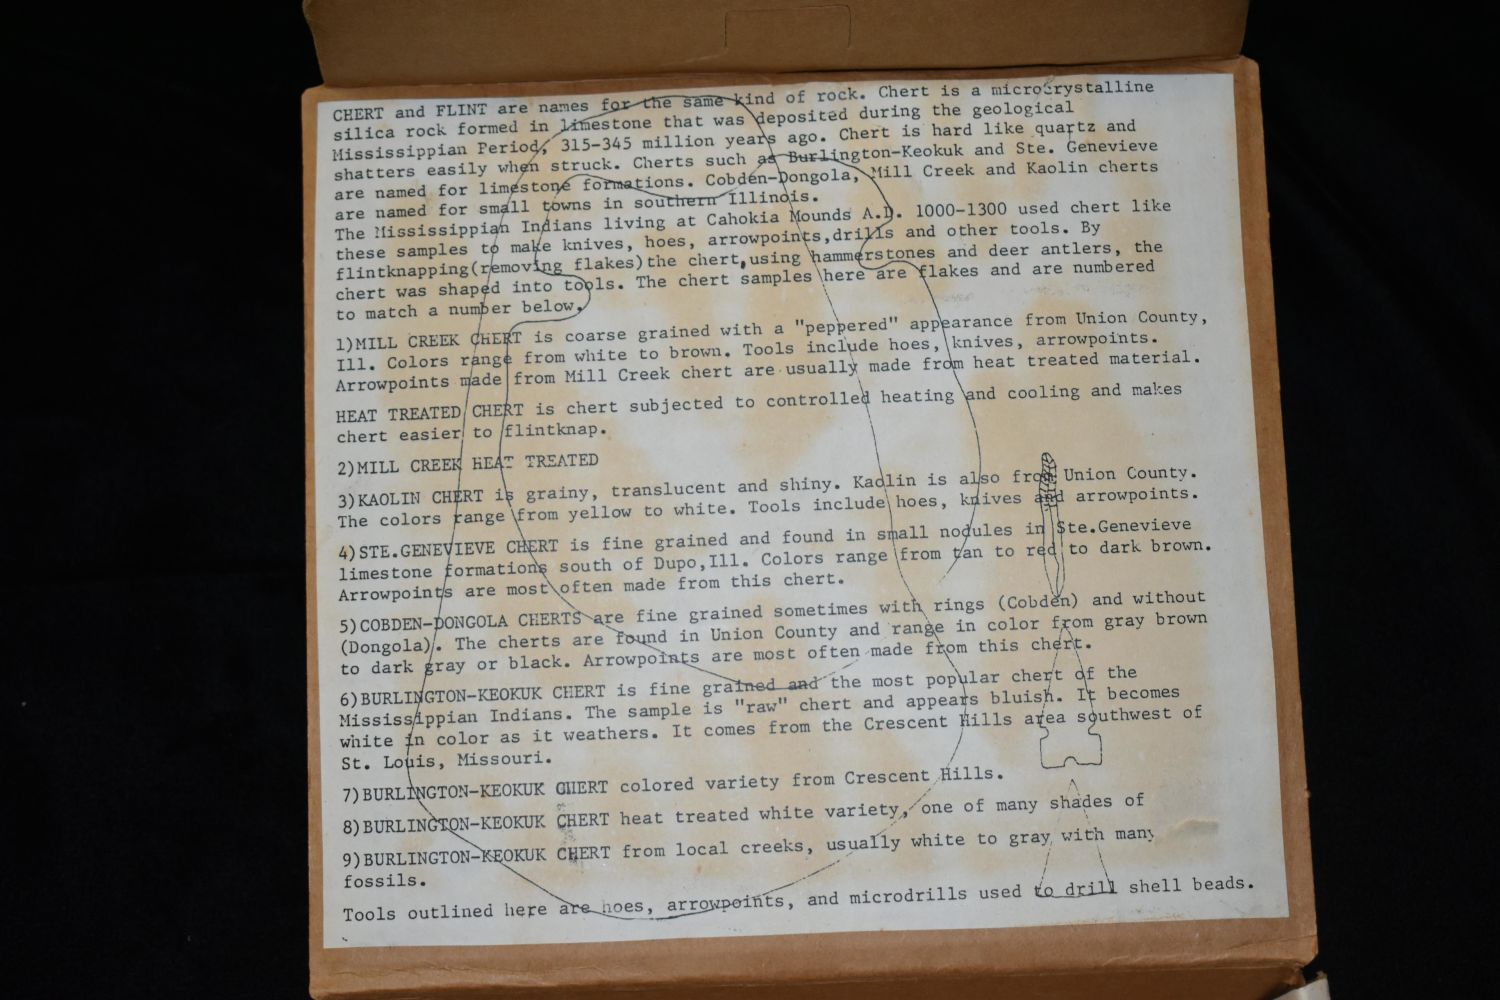 CHERT and FLINT are names for the same kind of rock. Chert is a microcrystalline
silica rock formed in limestone that was deposited during the geological
Mississippian Period, 315-345 million years ago. Chert is hard like quartz and
shatters easily when struck. Cherts such as Burlington-Keokuk and Ste. Genevieve
are named for limestone formations. Cobden-Dongola, Mill Creek and Kaolin cherts
are named for small towns in southern Illinois.
The Mississippian Indians living at Cahokia Mounds A.D. 1000-1300 used chert like
these samples to make knives, hoes, arrowpoints,drills and other tools. By
flintknapping(removing flakes)the chert,using hammerstones and deer antlers, the
chert was shaped into tools. The chert samples here are flakes and are numbered
to match a number below.
1)MILL CREEK CHERT is coarse grained with a "peppered" appearance from Union County,
Ill. Colors range from white to brown. Tools include hoes, knives, arrowpoints.
Arrowpoints made from Mill Creek chert are usually made from heat treated material.
HEAT TREATED CHERT is chert subjected to controlled heating and cooling and makes
chert easier to flintknap.
2)MILL CREEK HEAT TREATED
3)KAOLIN CHERT is grainy, translucent and shiny. Kaolin is also from Union County.
The colors range from yellow to white. Tools include hoes, knives and arrowpoints.
4)STE.GENEVIEVE CHERT is fine grained and found in small nodules in Ste.Genevieve
limestone formations south of Dupo,Ill. Colors range from tan to red to dark brown.
Arrowpoints are most often made from this chert.
5)COBDEN-DONGOLA CHERTS are fine grained sometimes with rings (Cobden) and without
(Dongola). The cherts are found in Union County and range in color from gray brown
to dark gray or black. Arrowpoints are most often made from this chert.
6)BURLINGTON-KEOKUK CHERT is fine grained and the most popular chert of the
Mississippian Indians. The sample is "raw" chert and appears bluish. It becomes
white in color as it weathers. It comes from the Crescent Hills area southwest of
St. Louis, Missouri.
7)BURLINGTON-KEOKUK CHERT colored variety from Crescent Hills.
8)BURLINGTON-KEOKUK CHERT heat treated white variety, one of many shades of
9)BURLINGTON-KEOKUK CHERT from local creeks, usually white to gray with many
fossils.
Tools outlined here are hoes, arrowpoints, and microdrills used to drill shell beads.